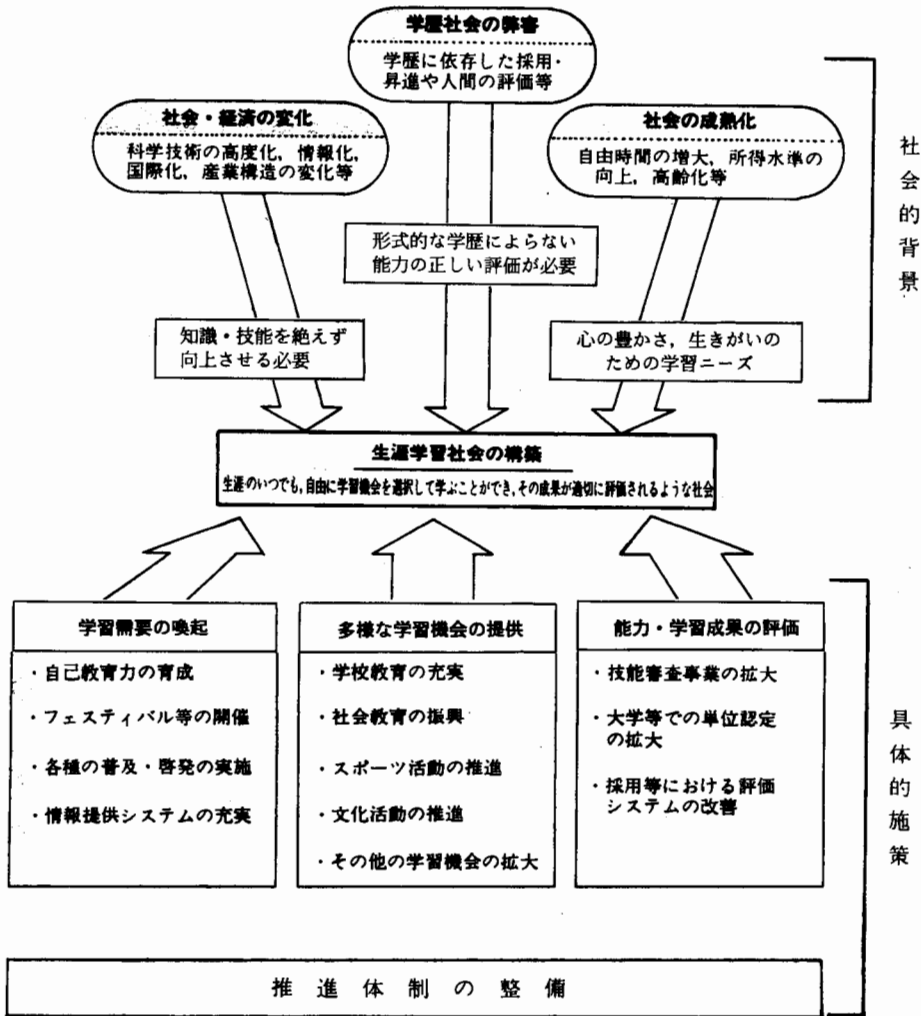 学歴社会の弊害
学歴に依存した採用・
昇進や人間の評価等
社会・経済の変化
科学技術の高度化，情報化，
国際化，産業構造の変化等
社会の成熟化
自由時間の増大，所得水準の
向上，高齢化等
社会的背景
形式的な学歴によらない
能力の正しい評価が必要
知識・技能を絶えず
向上させる必要
心の豊かさ，生きがいの
ための学習ニーズ
生涯学習社会の構築
生涯のいつでも，自由に学習機会を選択して学ぶことができ，その成果が適切に評価されるような社会
学習需要の喚起
・自己教育力の育成
・フェスティバル等の開催
・各種の普及・啓発の実施
・情報提供システムの充実
多様な学習機会の提供
・学校教育の充実
・社会教育の振興
・スポーツ活動の推進
・文化活動の推進
・その他の学習機会の拡大
能力・学習成果の評価
・技能審査事業の拡大
・大学等での単位認定
の拡大
・採用等における評価
システムの改善
具体的施策
推進体制の整備